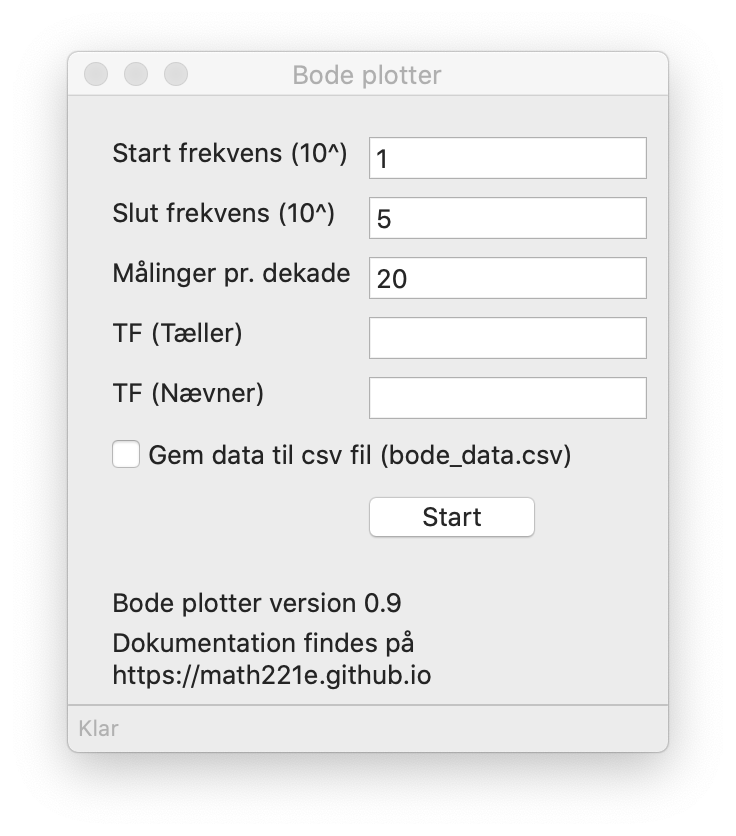 Bode plotter
Start frekvens (10^) 1
Slut frekvens (10^) 5
Målinger pr. dekade 20
TF (Tæller)
TF (Nævner)
Gem data til csv fil (bode_data.csv)
Start
Bode plotter version 0.9
Dokumentation findes på
https://math221e.github.io
Klar